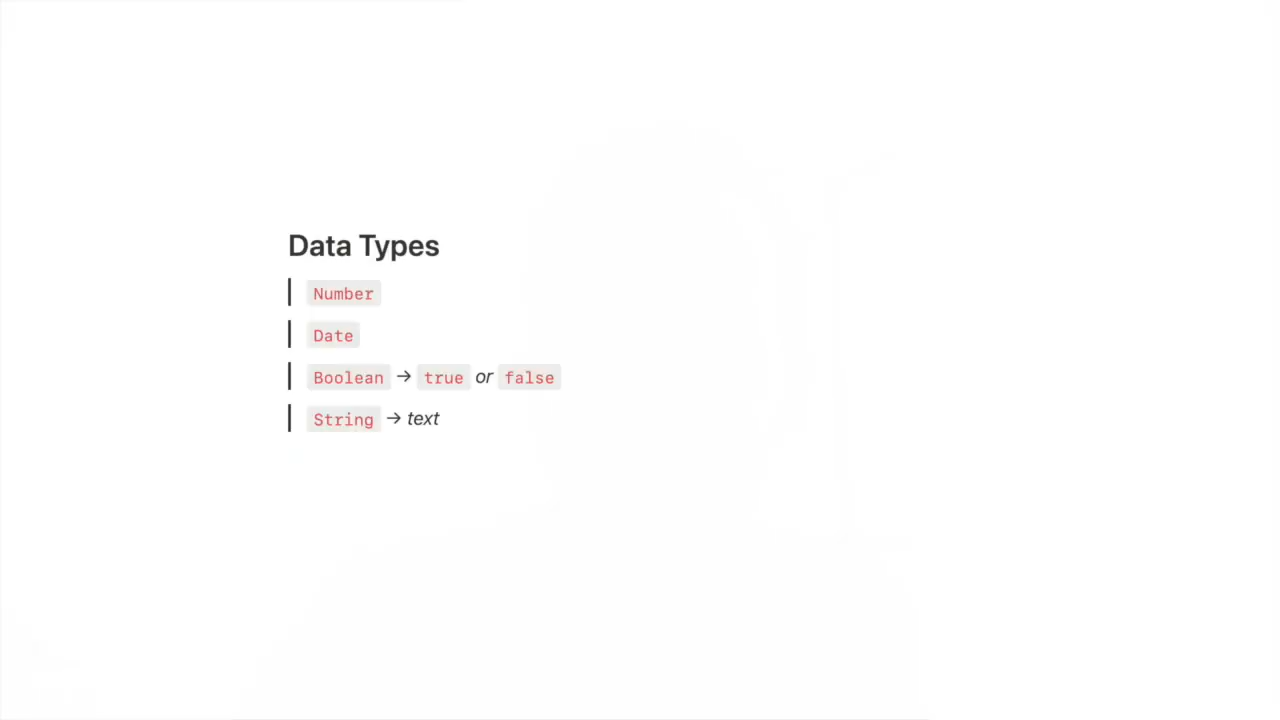 Data Types
Number
Date
Boolean → true or false
String → text